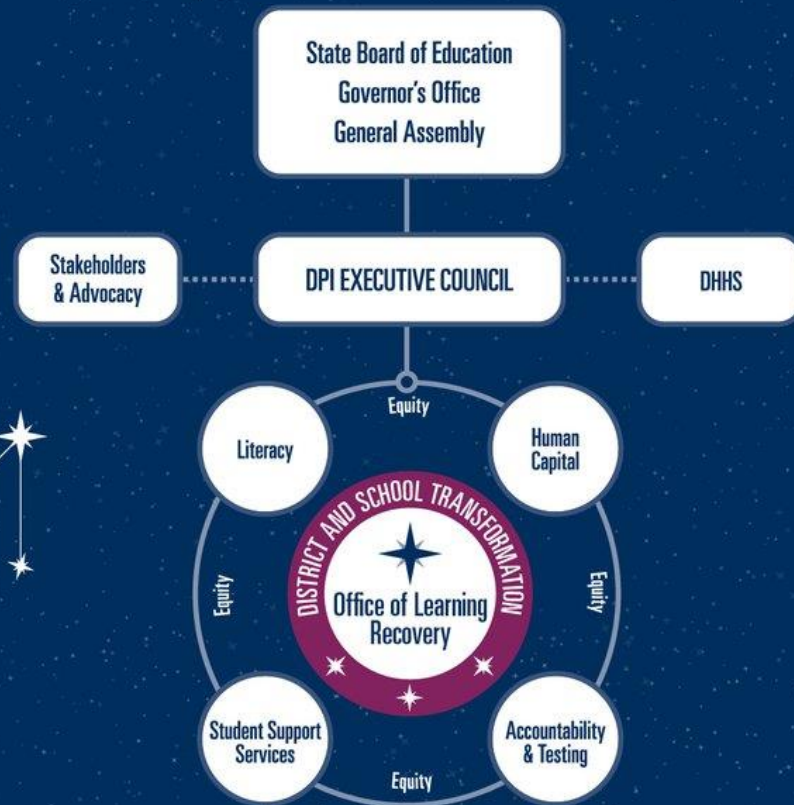 State Board of Education
Governor's Office
General Assembly
Stakeholders
& Advocacy
DPI EXECUTIVE COUNCIL
DHHS
Equity
Literacy
Human
Capital
DISTRICT AND SCHOOL TRANSFORMATION
Office of Learning
Recovery
Equity
Equity
Student Support
Services
Accountability
& Testing
Equity